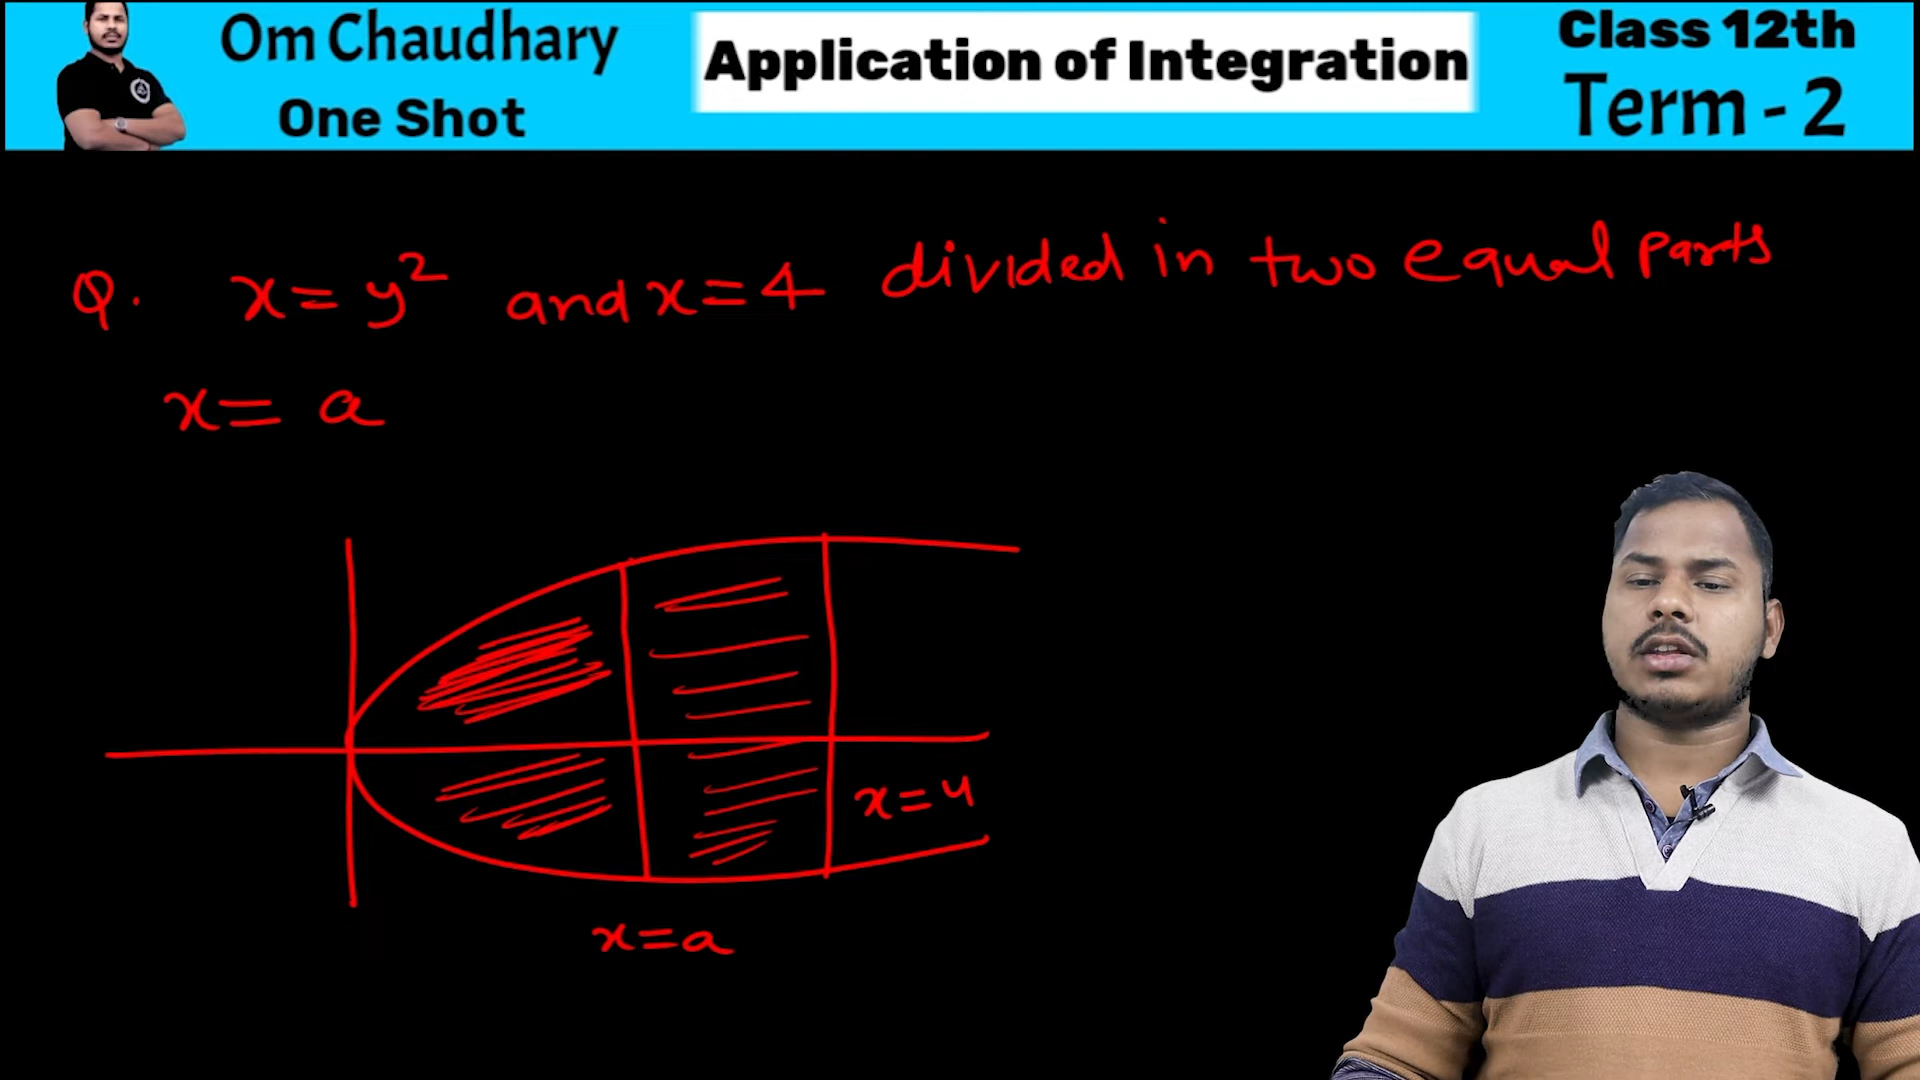 Om Chaudhary
One Shot
Application of Integration
Class 12th
Term - 2
Q. x = y² and x = 4 divided in two equal parts
x = a
x = 4
x = a